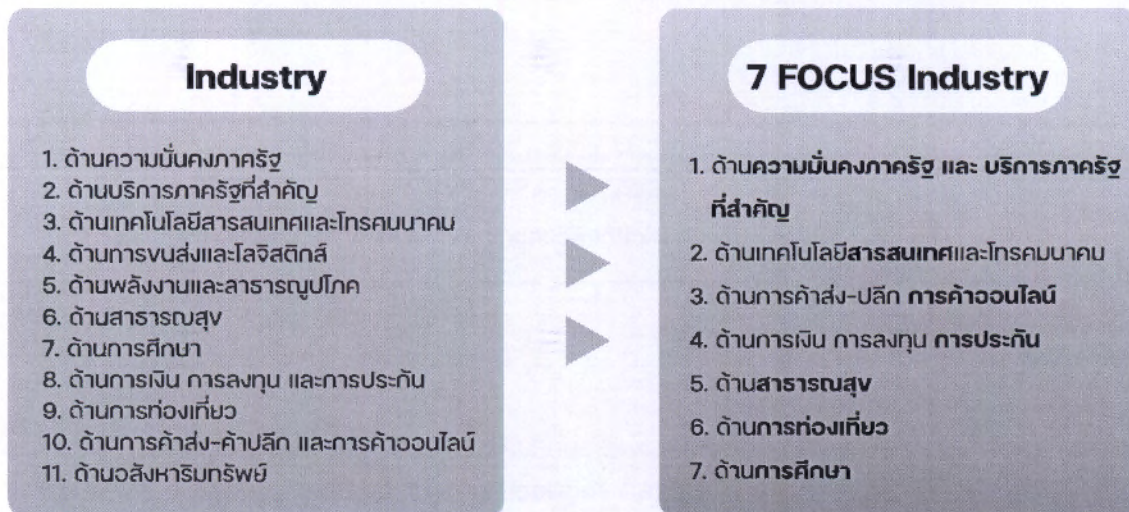 Industry
1. ด้านความมั่นคงภาครัฐ
2. ด้านบริการภาครัฐที่สำคัญ
3. ด้านเทคโนโลยีสารสนเทศและโทรคมนาคม
4. ด้านการขนส่งและโลจิสติกส์
5. ด้านพลังงานและสาธารณูปโภค
6. ด้านสาธารณสุข
7. ด้านการศึกษา
8. ด้านการเงิน การลงทุน และการประกัน
9. ด้านการท่องเที่ยว
10. ด้านการค้าส่ง-ค้าปลีก และการค้าออนไลน์
11. ด้านอสังหาริมทรัพย์
7 FOCUS Industry
1. ด้านความมั่นคงภาครัฐ และ บริการภาครัฐ
ที่สำคัญ
2. ด้านเทคโนโลยีสารสนเทศและโทรคมนาคม
3. ด้านการค้าส่ง-ปลีก การค้าออนไลน์
4. ด้านการเงิน การลงทุน การประกัน
5. ด้านสาธารณสุข
6. ด้านการท่องเที่ยว
7. ด้านการศึกษา